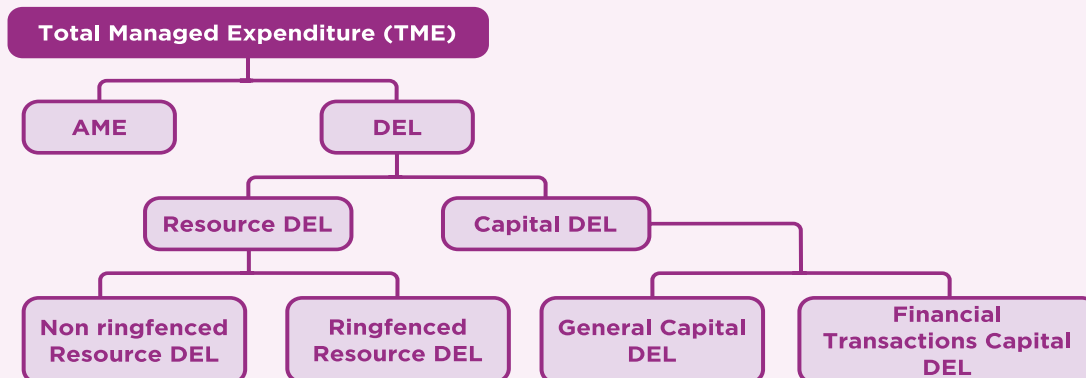 Total Managed Expenditure (TME)
AME
DEL
Resource DEL
Capital DEL
Non ringfenced
Resource DEL
Ringfenced
Resource DEL
General Capital
DEL
Financial
Transactions Capital
DEL